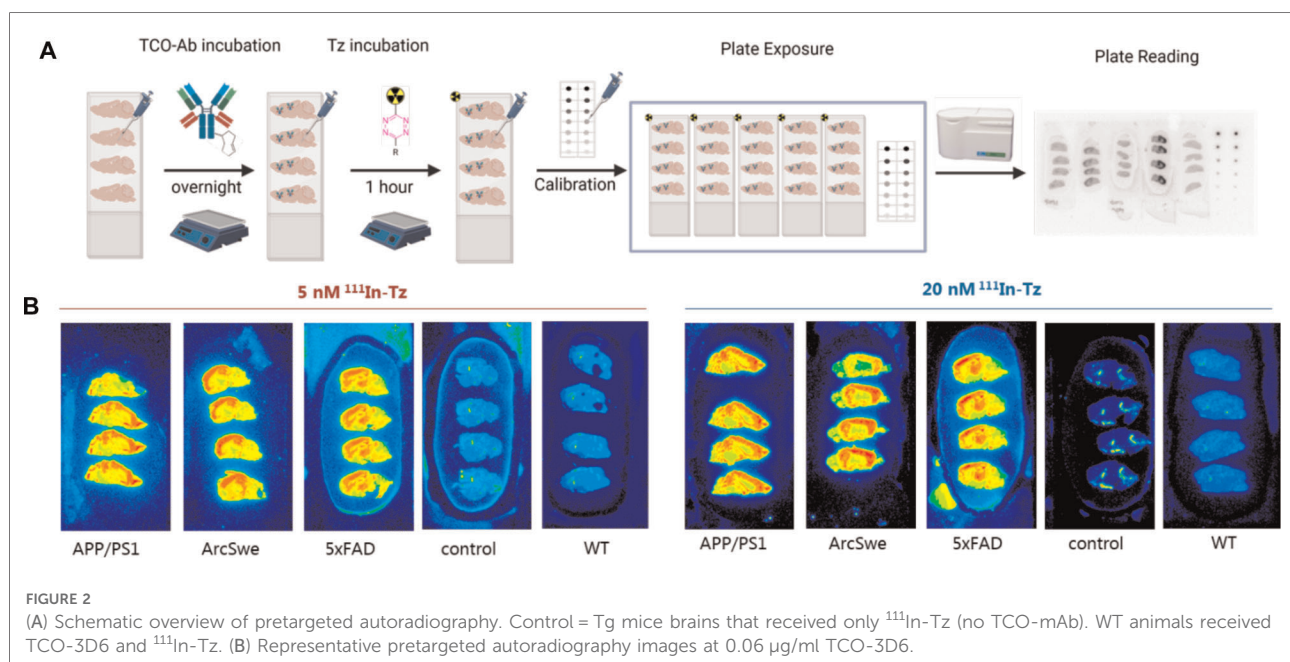 A
TCO-Ab incubation
Tz incubation
Plate Exposure
Plate Reading
R
overnight
1 hour
Calibration
B
5 nM ¹¹¹In-Tz
20 nM ¹¹¹In-Tz
APP/PS1
ArcSwe
5xFAD
control
WT
APP/PS1
ArcSwe
5xFAD
control
WT
FIGURE 2
(A) Schematic overview of pretargeted autoradiography. Control = Tg mice brains that received only ¹¹¹In-Tz (no TCO-mAb). WT animals received
TCO-3D6 and ¹¹¹In-Tz. (B) Representative pretargeted autoradiography images at 0.06 µg/ml TCO-3D6.